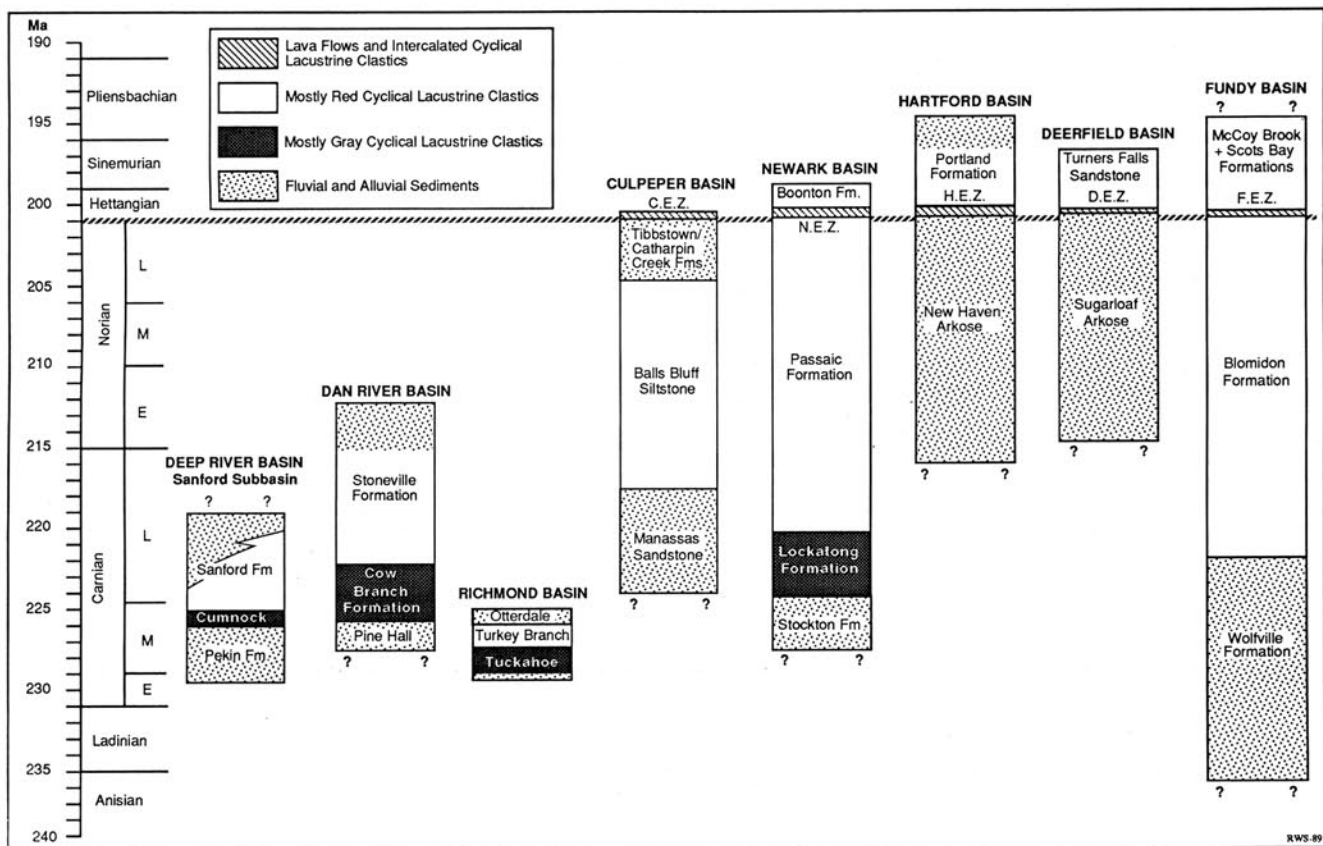 Ma
190
195
200
205
210
215
220
225
230
235
240
Pliensbachian
Sinemurian
Hettangian
Norian
L
M
E
Carnian
L
M
E
Ladinian
Anisian
Lava Flows and Intercalated Cyclical
Lacustrine Clastics
Mostly Red Cyclical Lacustrine Clastics
Mostly Gray Cyclical Lacustrine Clastics
Fluvial and Alluvial Sediments
DEEP RIVER BASIN
Sanford Subbasin
? ?
Sanford Fm
Cumnock
Pekin Fm
DAN RIVER BASIN
Stoneville
Formation
Cow
Branch
Formation
Pine Hall
? ?
RICHMOND BASIN
Otterdale
Turkey Branch
Tuckahoe
CULPEPER BASIN
C.E.Z.
Tibbstown/
Catharpin
Creek Fms.
Balls Bluff
Siltstone
Manassas
Sandstone
? ?
NEWARK BASIN
Boonton Fm.
N.E.Z.
Passaic
Formation
Lockatong
Formation
Stockton Fm
? ?
HARTFORD BASIN
Portland
Formation
H.E.Z.
New Haven
Arkose
? ?
DEERFIELD BASIN
Turners Falls
Sandstone
D.E.Z.
Sugarloaf
Arkose
? ?
FUNDY BASIN
? ?
McCoy Brook
+ Scots Bay
Formations
F.E.Z.
Blomidon
Formation
Wolfville
Formation
? ?
RWS-89